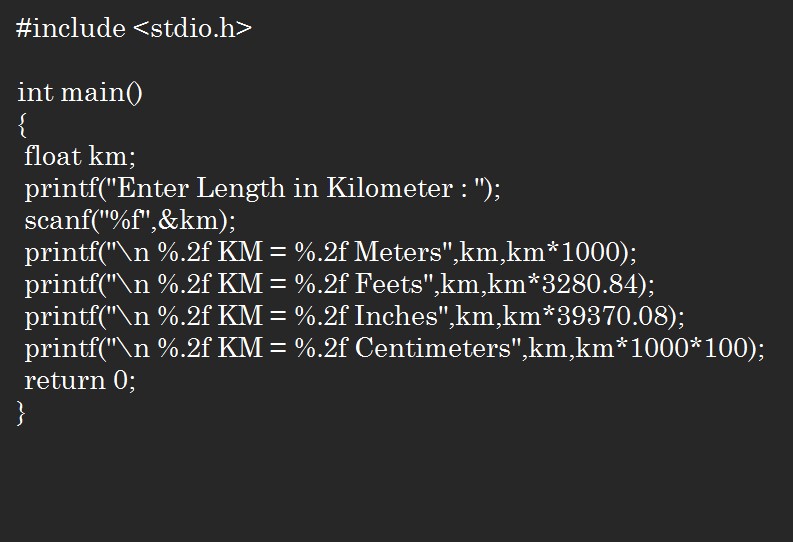 #include <stdio.h>
int main()
{
float km;
printf("Enter Length in Kilometer : ");
scanf("%f",&km);
printf("\n %.2f KM = %.2f Meters",km,km*1000);
printf("\n %.2f KM = %.2f Feets",km,km*3280.84);
printf("\n %.2f KM = %.2f Inches",km,km*39370.08);
printf("\n %.2f KM = %.2f Centimeters",km,km*1000*100);
return 0;
}